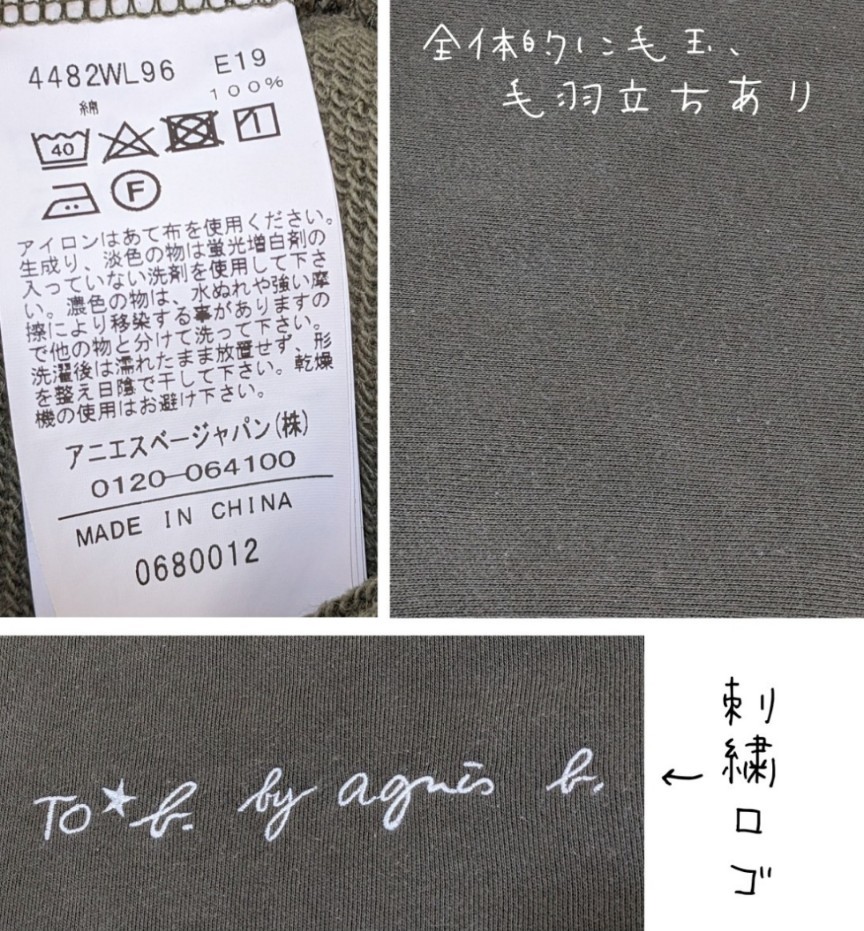 4482WL96 E19
綿 100%
40
1
F
アイロンはあて布を使用ください。
生成り、淡色の物は蛍光増白剤の
入っていない洗剤を使用して下さ
い。濃色の物は、水ぬれや強い摩
擦により移染する事がありますの
で他の物と分けて洗って下さい。
洗濯後は濡れたまま放置せず、形
を整え日陰で干して下さい。乾燥
機の使用はお避け下さい。
アニエスベージャパン(株)
0120-064100
MADE IN CHINA
0680012
全体的に毛玉、
毛羽立ちあり
To★b. by agnès b.
←刺繍ロゴ